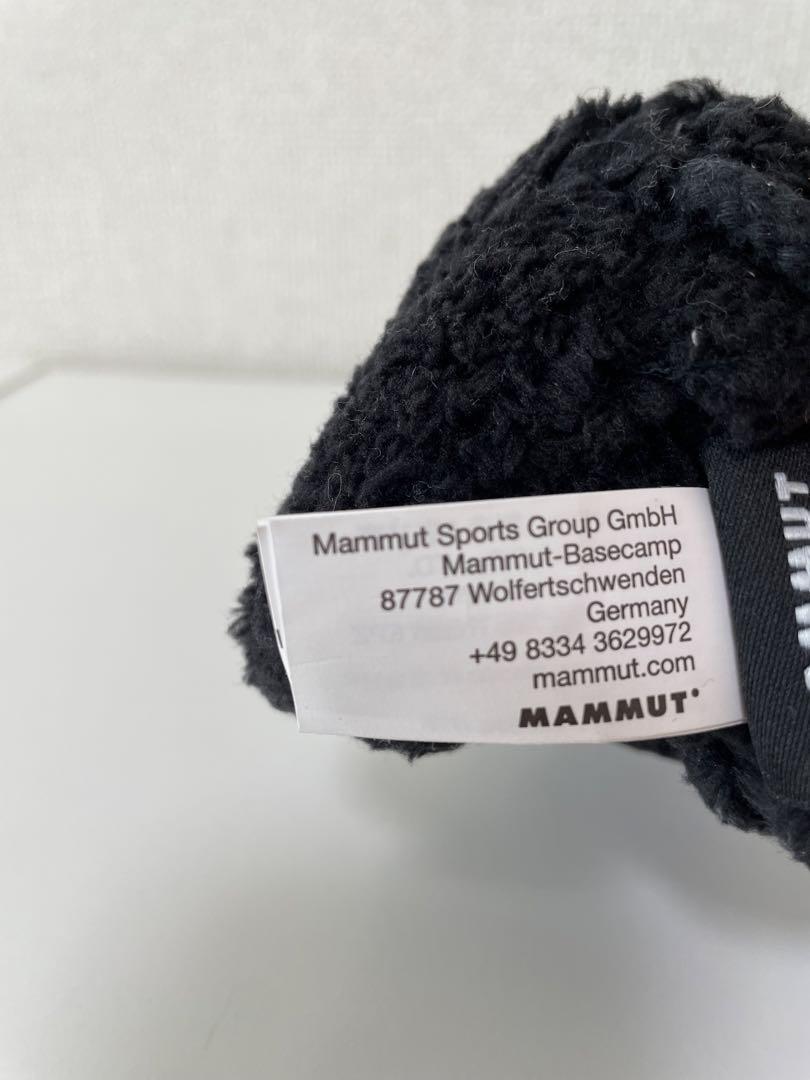 Mammut Sports Group GmbH
Mammut-Basecamp
87787 Wolfertschwenden
Germany
+49 8334 3629972
mammut.com
MAMMUT